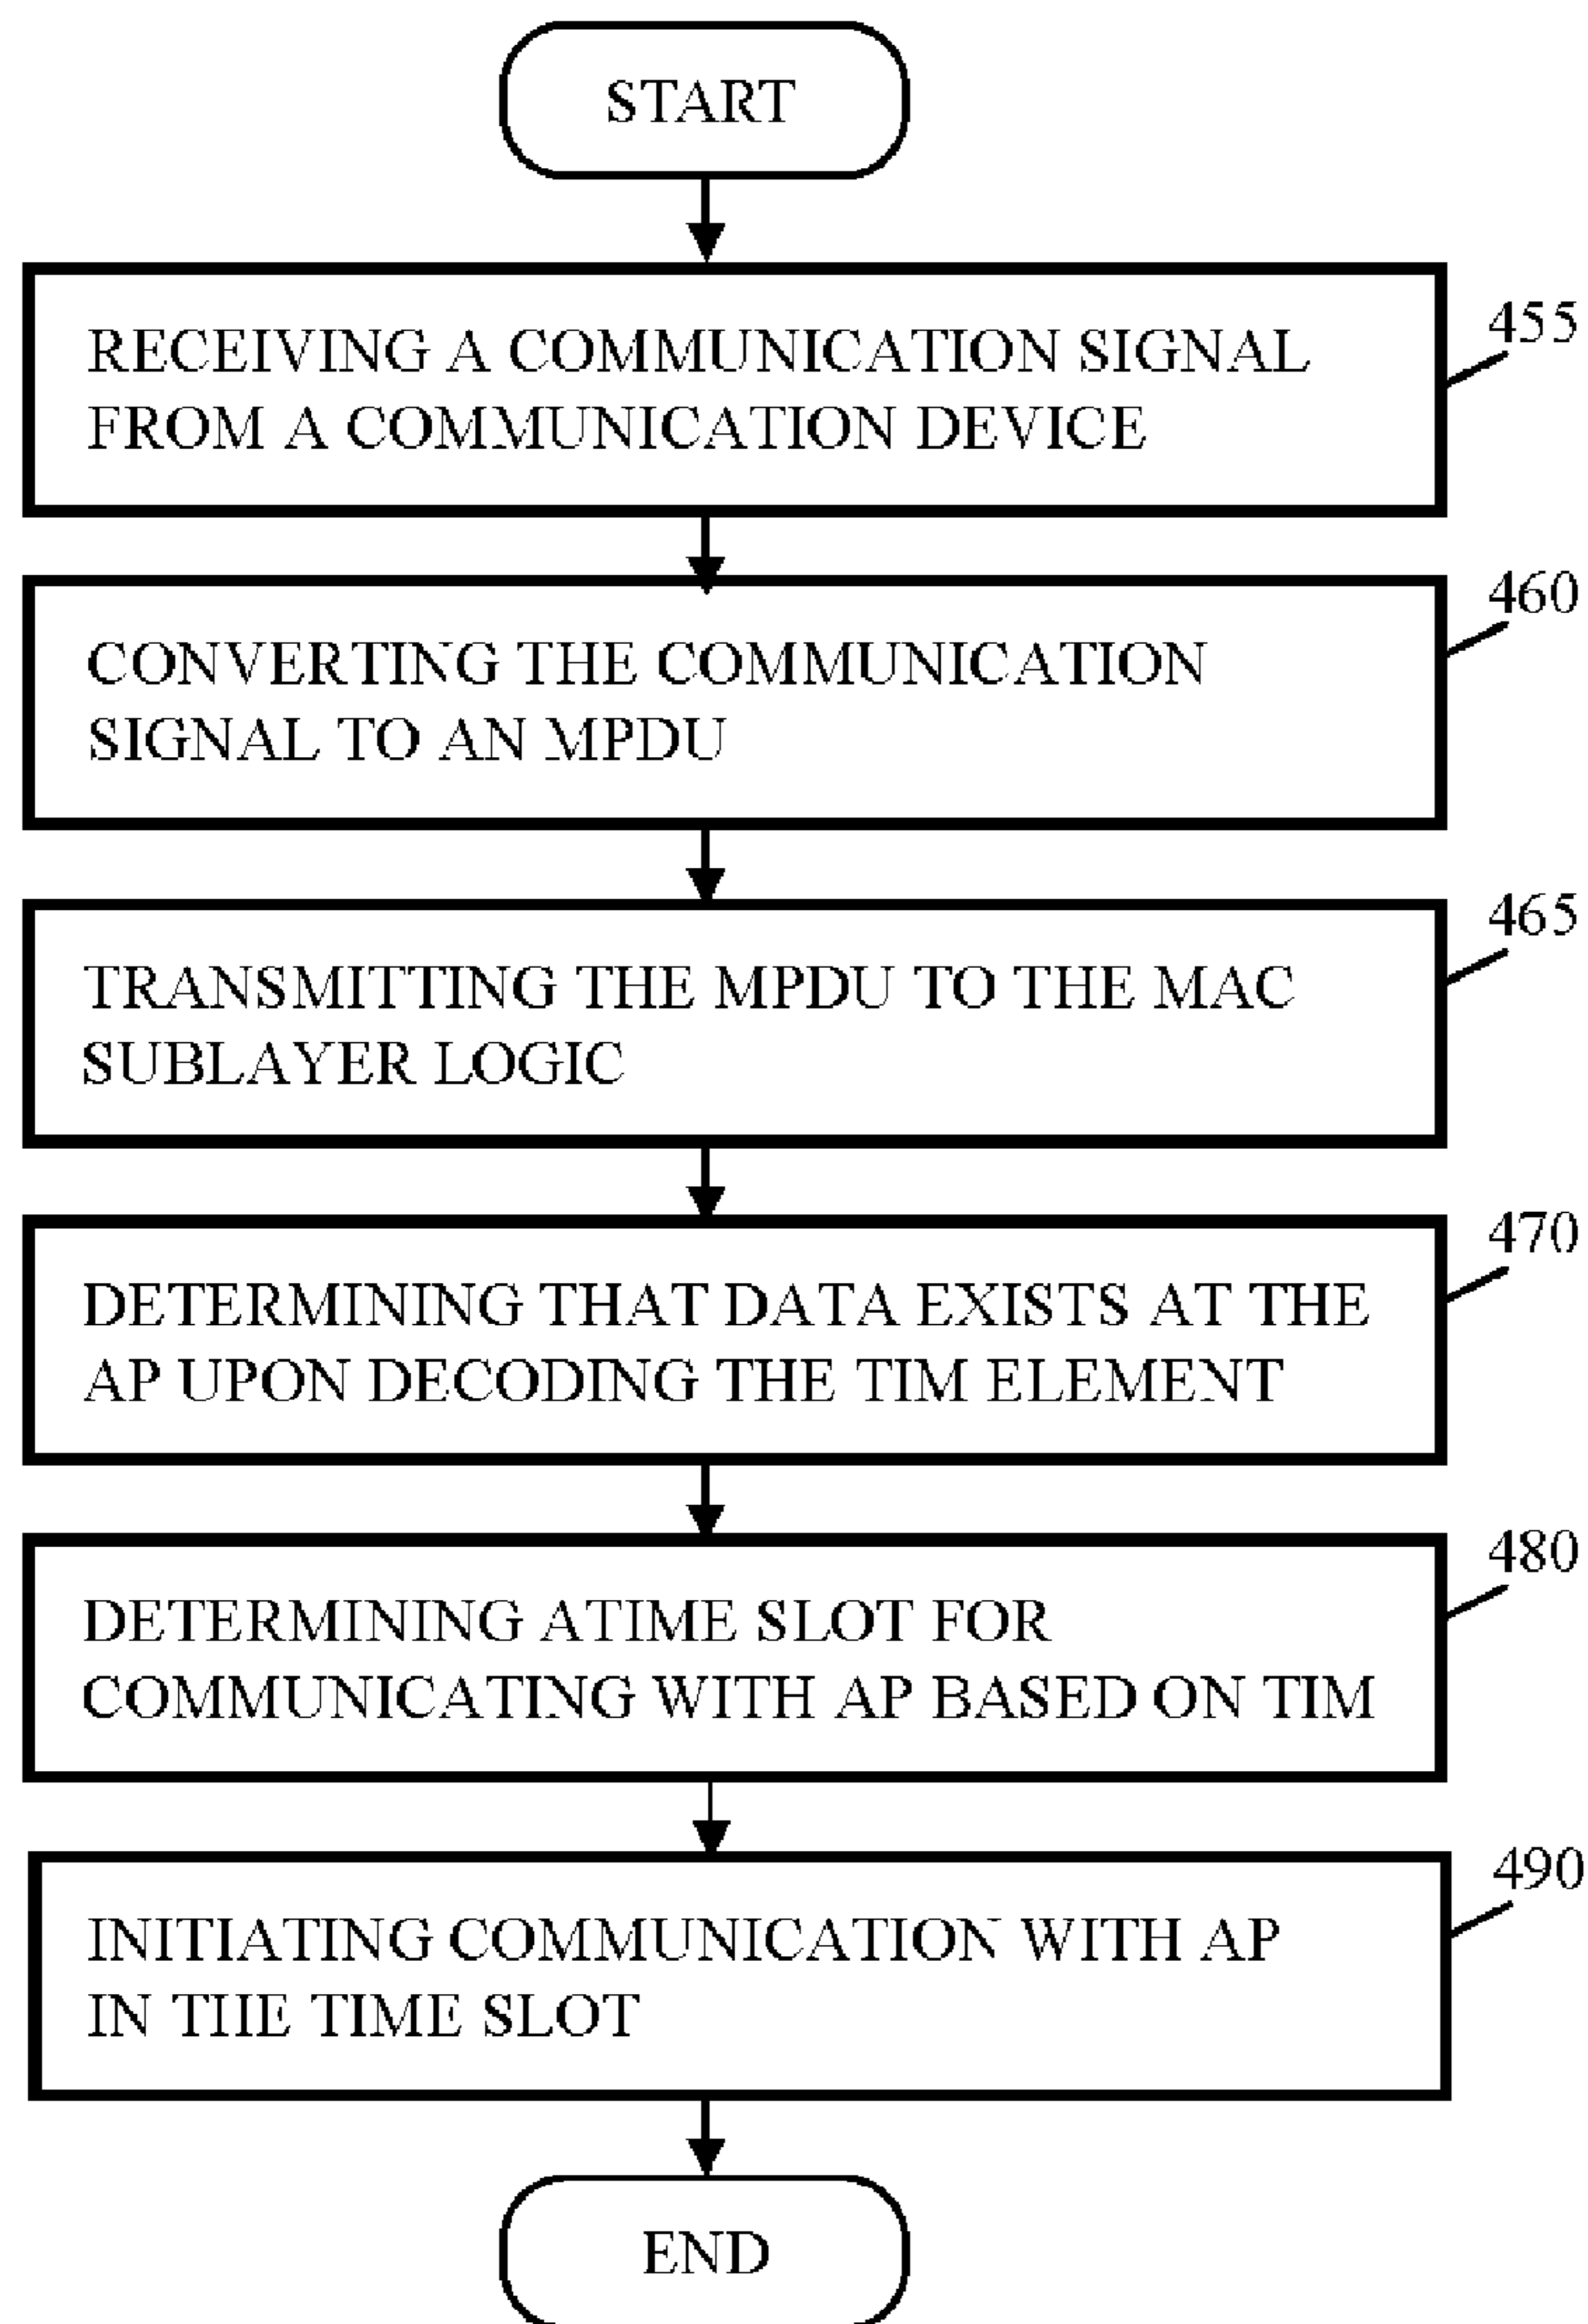 START
RECEIVING A COMMUNICATION SIGNAL
FROM A COMMUNICATION DEVICE
455
CONVERTING THE COMMUNICATION
SIGNAL TO AN MPDU
460
TRANSMITTING THE MPDU TO THE MAC
SUBLAYER LOGIC
465
DETERMINING THAT DATA EXISTS AT THE
AP UPON DECODING THE TIM ELEMENT
470
DETERMINING ATIME SLOT FOR
COMMUNICATING WITH AP BASED ON TIM
480
INITIATING COMMUNICATION WITH AP
IN THE TIME SLOT
490
END